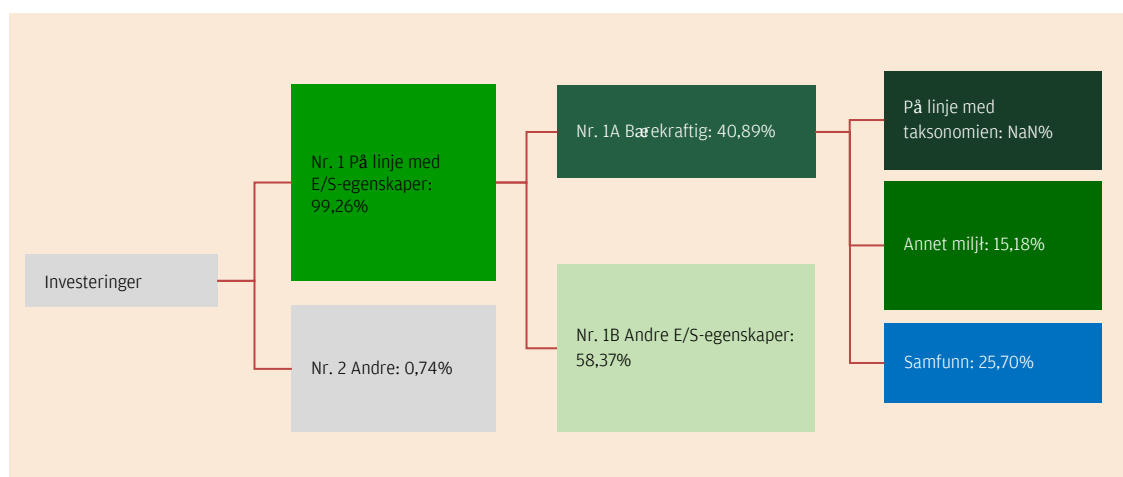 Investeringer
Nr. 1 På linje med
E/S-egenskaper:
99,26%
Nr. 2 Andre: 0,74%
Nr. 1A Bærekraftig: 40,89%
Nr. 1B Andre E/S-egenskaper:
58,37%
På linje med
taksonomien: NaN%
Annet miljł: 15,18%
Samfunn: 25,70%